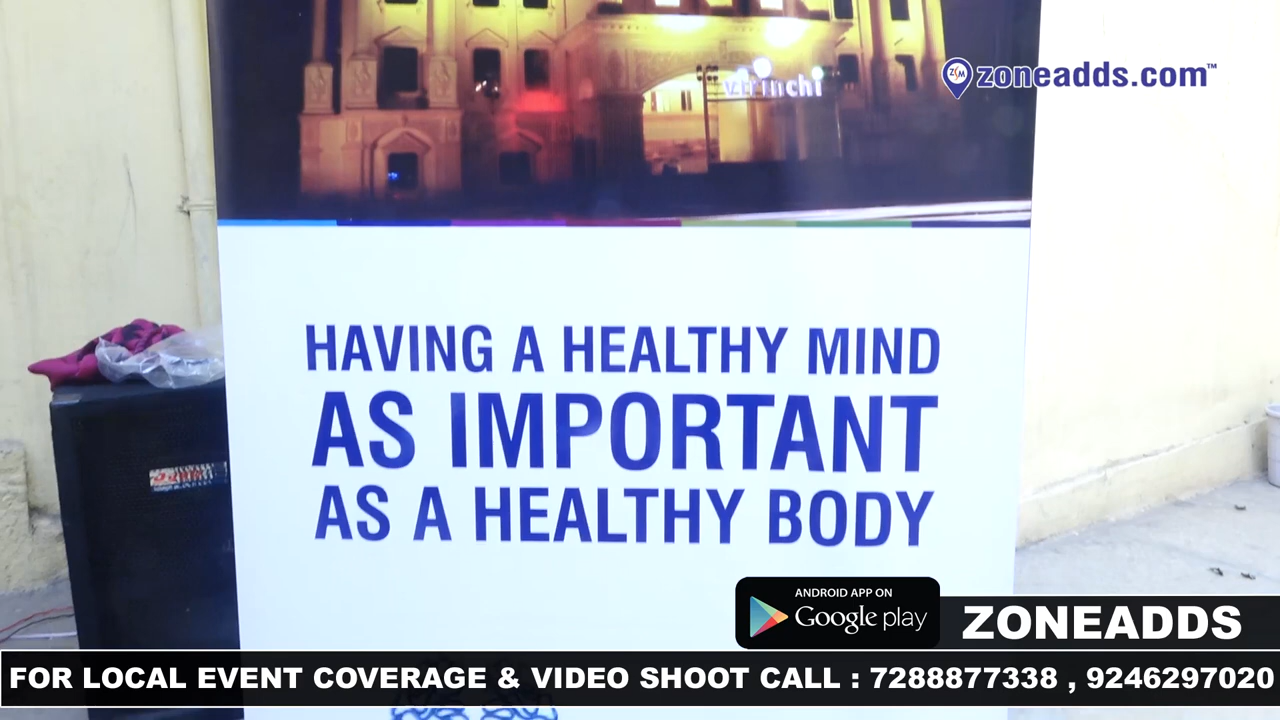 zoneadds.com™
ZSM
virinchi
HAVING A HEALTHY MIND
AS IMPORTANT
AS A HEALTHY BODY
ANDROID APP ON
Google play
ZONEADDS
FOR LOCAL EVENT COVERAGE & VIDEO SHOOT CALL : 7288877338 , 9246297020